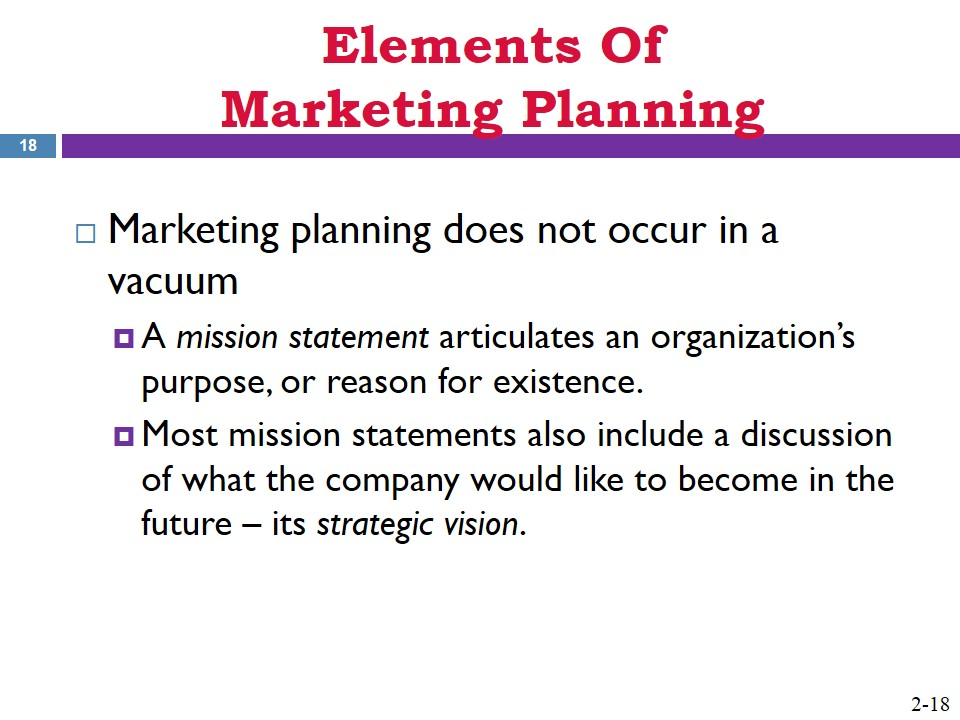 Elements Of
Marketing Planning
18
Marketing planning does not occur in a
vacuum
A mission statement articulates an organization’s
purpose, or reason for existence.
Most mission statements also include a discussion
of what the company would like to become in the
future – its strategic vision.
2-18